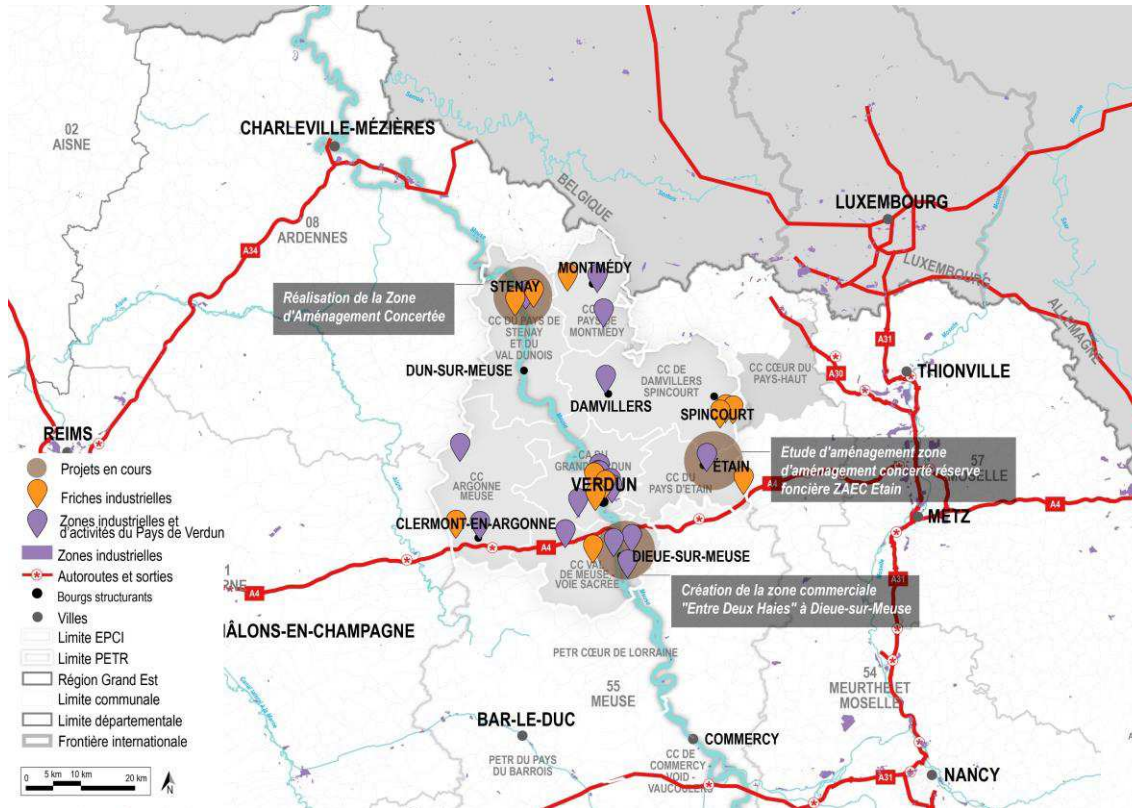 02
AISNE
CHARLEVILLE-MÉZIÈRES
08
ARDENNES
A34
BELGIQUE
LUXEMBOURG
LUXEMBOURG
ALLEMAGNE
Semois
Meuse
Réalisation de la Zone
d'Aménagement Concertée
STENAY
CC DU PAYS DE
STENAY
ET DU
VAL DUNOIS
MONTMÉDY
PAYS DE
MONTMÉDY
DUN-SUR-MEUSE
DAMVILLERS
CC DE
DAMVILLERS
SPINCOURT
SPINCOURT
CC CŒUR DU
PAYS-HAUT
A30
A31
THIONVILLE
REIMS
CC
ARGONNE
MEUSE
CLERMONT-EN-ARGONNE
CA DU
GRAND VERDUN
VERDUN
CC DU
PAYS D'ETAIN
ÉTAIN
Etude d'aménagement zone
d'aménagement concerté réserve
foncière ZAEC Etain
57
MOSELLE
METZ
A4
A4
A4
A4
DIEUE-SUR-MEUSE
DE MEUSE -
VOIE SACRÉE
Création de la zone commerciale
"Entre Deux Haies" à Dieue-sur-Meuse
A31
HÂLONS-EN-CHAMPAGNE
PETR CŒUR DE LORRAINE
55
MEUSE
54
MEURTHE ET
MOSELLE
BAR-LE-DUC
PETR DU PAYS
DU BARROIS
COMMERCY
CC DE
COMMERCY -
VOID -
VAUCOULEURS
A31
NANCY
Projets en cours
Friches industrielles
Zones industrielles et
d'activités du Pays de Verdun
Zones industrielles
Autoroutes et sorties
Bourgs structurants
Villes
Limite EPCI
Limite PETR
Région Grand Est
Limite communale
Limite départementale
Frontière internationale
0 5 km 10 km 20 km
N